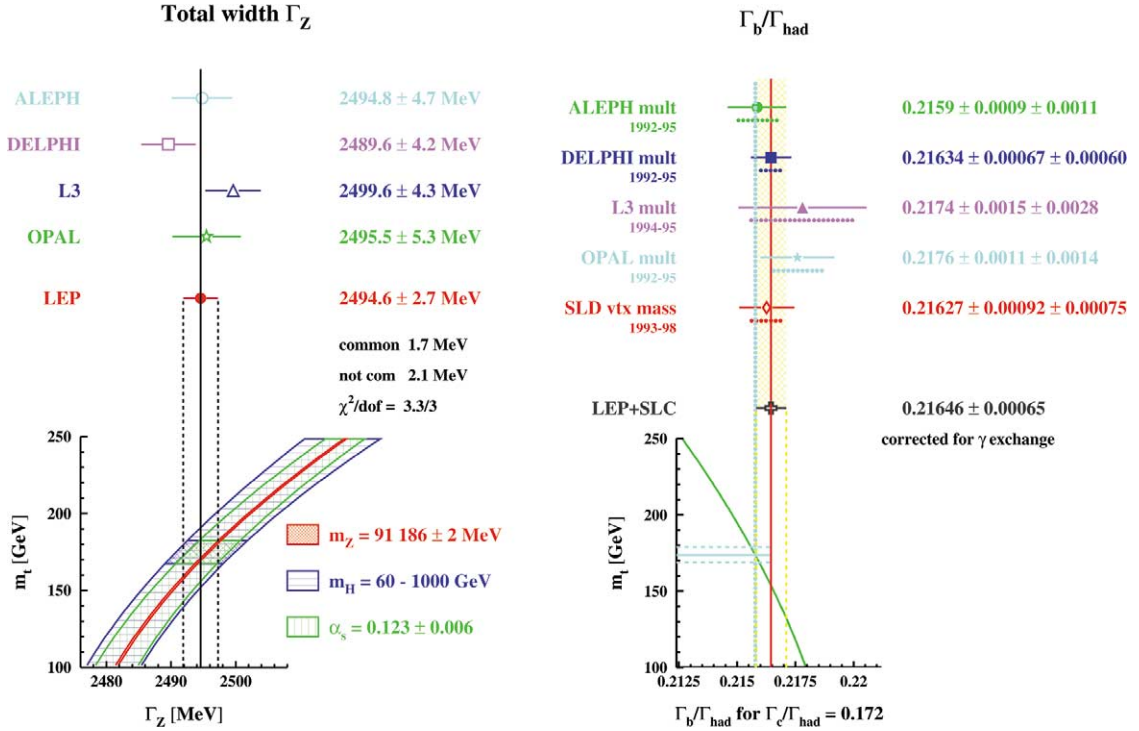 Total width Γ_Z
ALEPH 2494.8 ± 4.7 MeV
DELPHI 2489.6 ± 4.2 MeV
L3 2499.6 ± 4.3 MeV
OPAL 2495.5 ± 5.3 MeV
LEP 2494.6 ± 2.7 MeV
common 1.7 MeV
not com 2.1 MeV
χ²/dof = 3.3/3
250
200
150
100
m_t [GeV]
m_Z = 91 186 ± 2 MeV
m_H = 60 - 1000 GeV
α_s = 0.123 ± 0.006
2480 2490 2500
Γ_Z [MeV]
Γ_b/Γ_had
ALEPH mult 0.2159 ± 0.0009 ± 0.0011
1992-95
DELPHI mult 0.21634 ± 0.00067 ± 0.00060
1992-95
L3 mult 0.2174 ± 0.0015 ± 0.0028
1994-95
OPAL mult 0.2176 ± 0.0011 ± 0.0014
1992-95
SLD vtx mass 0.21627 ± 0.00092 ± 0.00075
1993-98
LEP+SLC 0.21646 ± 0.00065
corrected for γ exchange
250
200
150
100
m_t [GeV]
0.2125 0.215 0.2175 0.22
Γ_b/Γ_had for Γ_c/Γ_had = 0.172